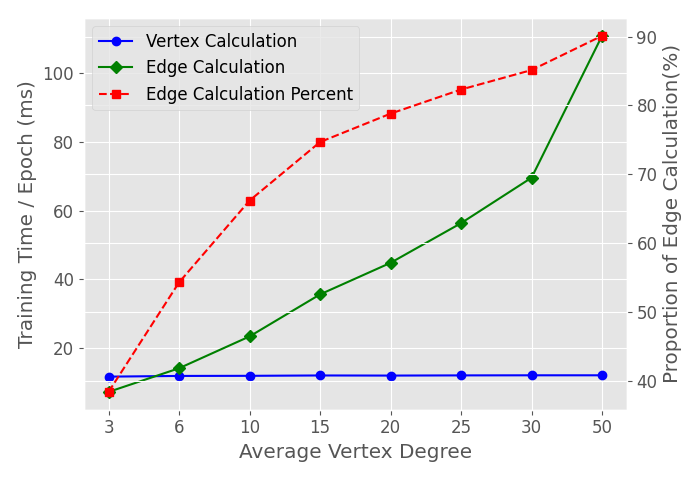 Vertex Calculation
Edge Calculation
Edge Calculation Percent
Training Time / Epoch (ms)
100
80
60
40
20
90
80
70
60
50
40
Proportion of Edge Calculation(%)
3 6 10 15 20 25 30 50
Average Vertex Degree